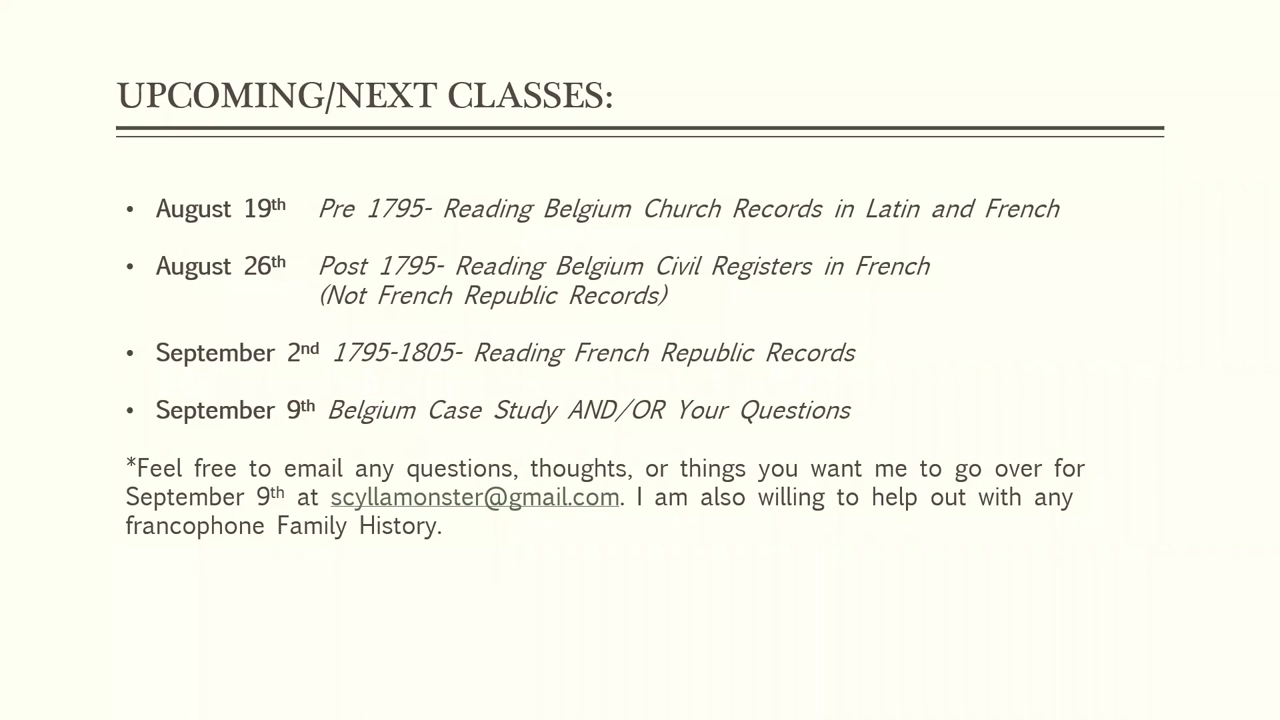 UPCOMING/NEXT CLASSES:
• August 19th Pre 1795- Reading Belgium Church Records in Latin and French
• August 26th Post 1795- Reading Belgium Civil Registers in French
(Not French Republic Records)
• September 2nd 1795-1805- Reading French Republic Records
• September 9th Belgium Case Study AND/OR Your Questions
*Feel free to email any questions, thoughts, or things you want me to go over for
September 9th at scyllamonster@gmail.com. I am also willing to help out with any
francophone Family History.